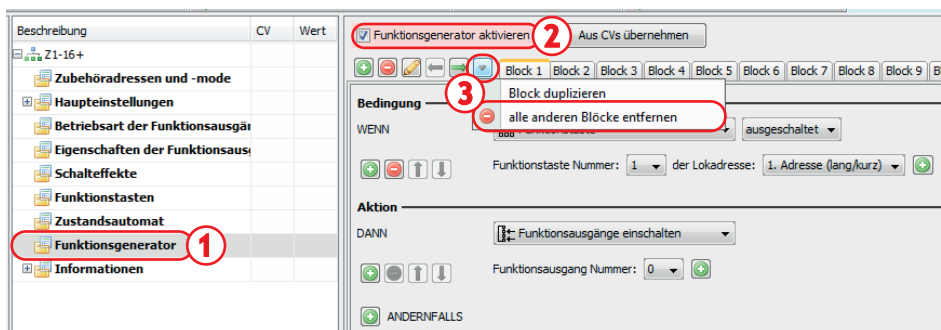 Beschreibung CV Wert
Z1-16+
Zubehöradressen und -mode
Haupteinstellungen
Betriebsart der Funktionsausgär
Eigenschaften der Funktionsaus
Schalteffekte
Funktionstasten
Zustandsautomat
Funktionsgenerator 1
Informationen
Funktionsgenerator aktivieren 2 Aus CVs übernehmen
Block 1 Block 2 Block 3 Block 4 Block 5 Block 6 Block 7 Block 8 Block 9 B
3 Block duplizieren
alle anderen Blöcke entfernen
Bedingung
WENN ausgeschaltet
Funktionstaste Nummer: 1 der Lokadresse: 1. Adresse (lang/kurz)
Aktion
DANN Funktionsausgänge einschalten
Funktionsausgang Nummer: 0
ANDERNFALLS